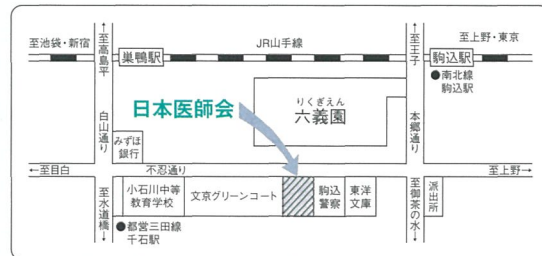 至池袋・新宿
至高島平
巣鴨駅
JR山手線
至王子
至上野・東京
駒込駅
●南北線
駒込駅
日本医師会
りくぎえん
六義園
白山通り
本郷通り
みずほ
銀行
←至目白
不忍通り
至上野→
至水道橋
小石川中等
教育学校
文京グリーンコート
駒込
警察
東洋
文庫
至御茶の水
派出所
●都営三田線
千石駅